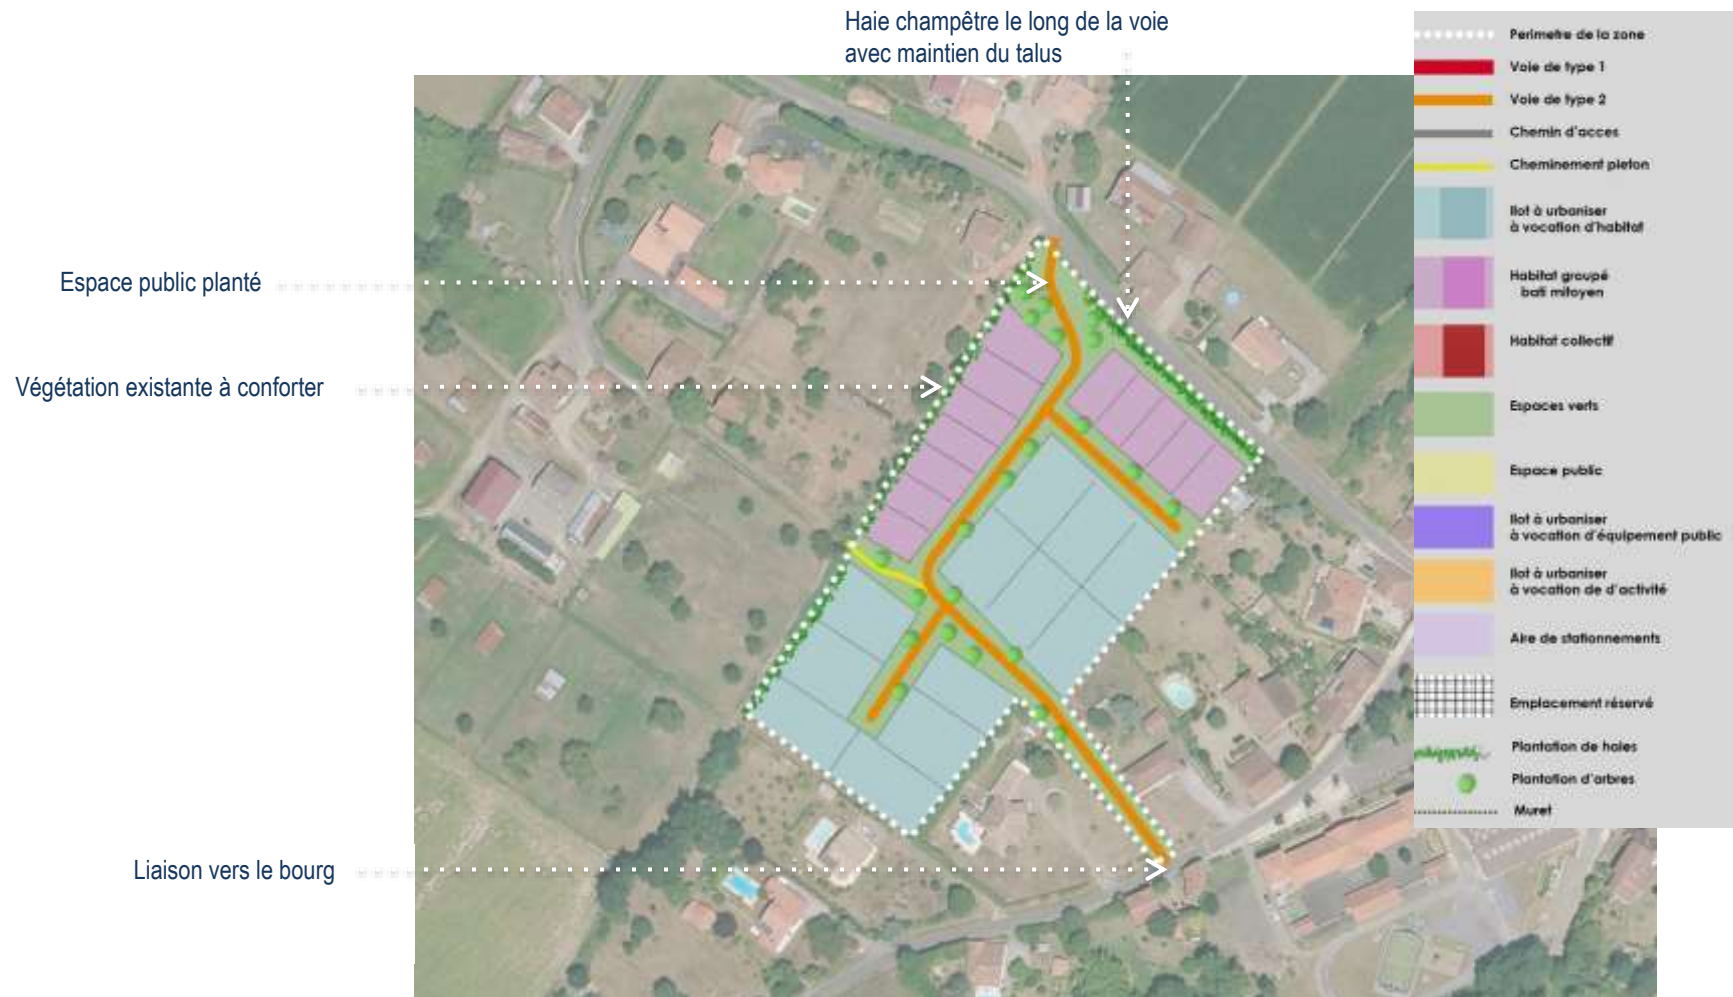 Haie champêtre le long de la voie
avec maintien du talus
Espace public planté
Végétation existante à conforter
Liaison vers le bourg
Perimetre de la zone
Voie de type 1
Voie de type 2
Chemin d'acces
Cheminement pieton
Ilot à urbaniser
à vocation d'habitat
Habitat groupé
bati mitoyen
Habitat collectif
Espaces verts
Espace public
Ilot à urbaniser
à vocation d'équipement public
Ilot à urbaniser
à vocation de d'activité
Aire de stationnements
Emplacement réservé
Plantation de haies
Plantation d'arbres
Muret